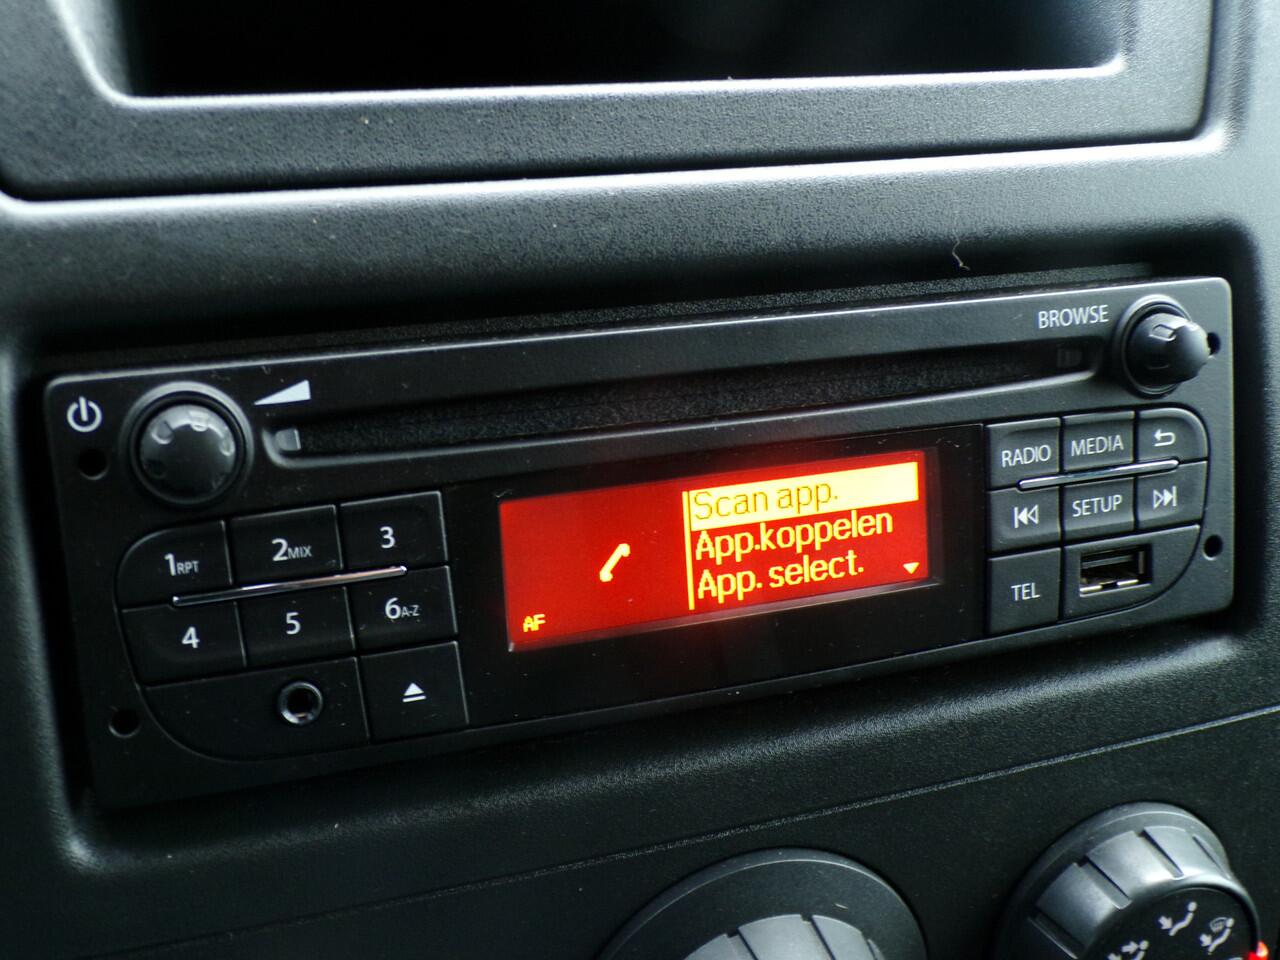 BROWSE
RADIO
MEDIA
1RPT
2MIX
3
Scan app.
App.koppelen
App. select.
SETUP
4
5
6A-Z
AF
TEL